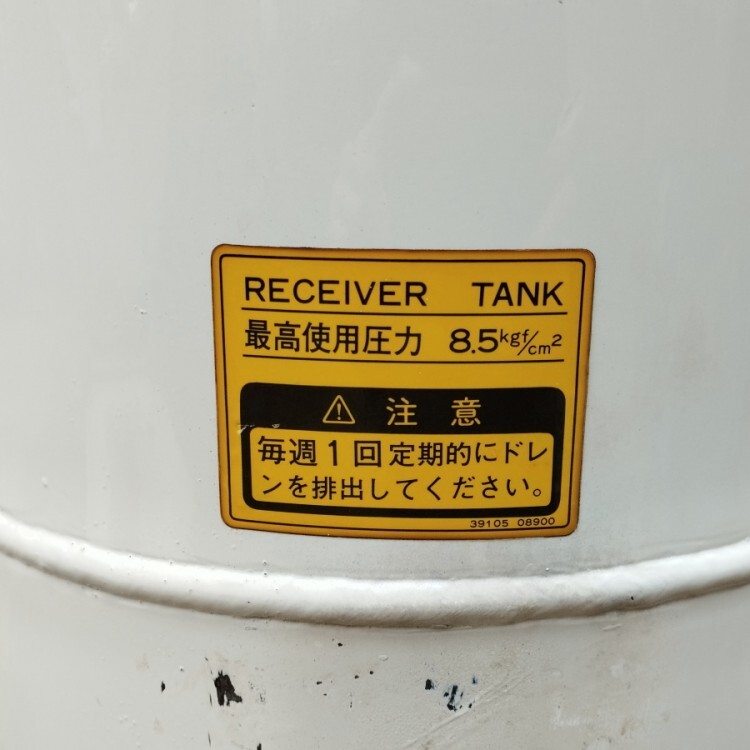 RECEIVER TANK
最高使用圧力 8.5kgf/cm²
⚠ 注意
毎週1回定期的にドレ
ンを排出してください。
39105 08900